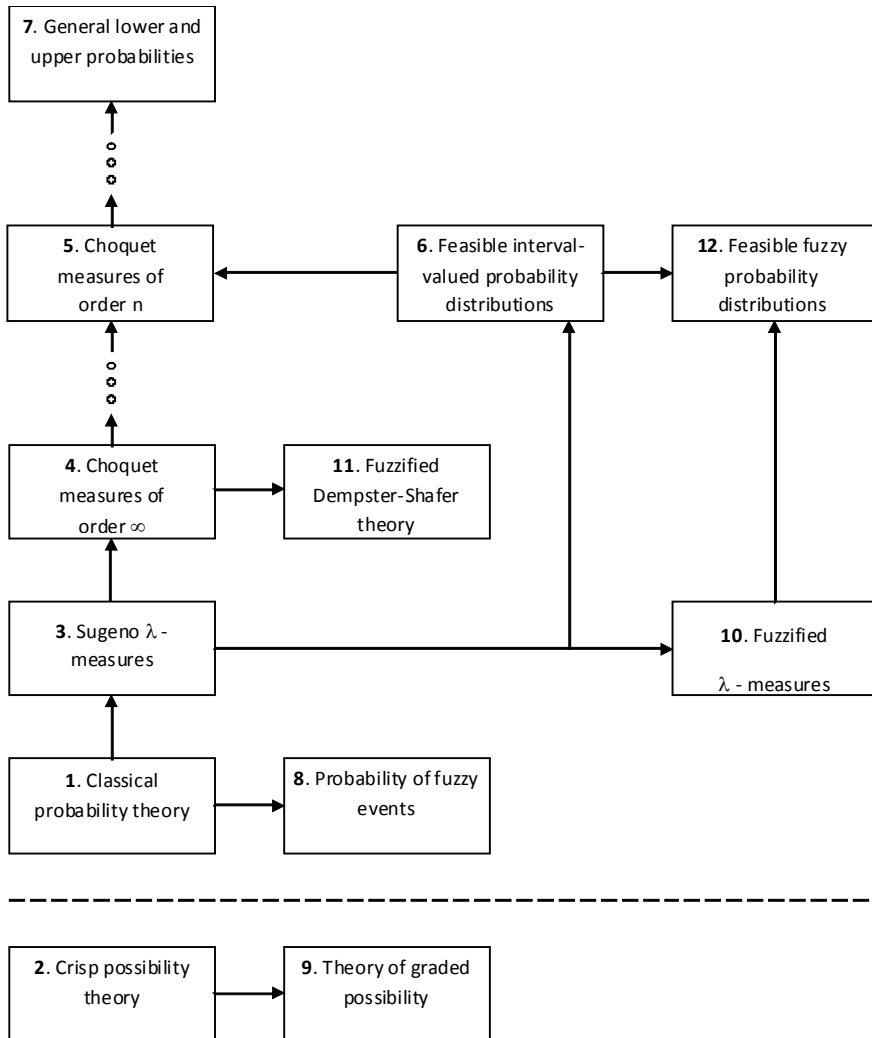 7. General lower and
upper probabilities
5. Choquet
measures of
order n
6. Feasible interval-
valued probability
distributions
12. Feasible fuzzy
probability
distributions
4. Choquet
measures of
order ∞
11. Fuzzified
Dempster-Shafer
theory
3. Sugeno λ -
measures
10. Fuzzified
λ - measures
1. Classical
probability theory
8. Probability of fuzzy
events
2. Crisp possibility
theory
9. Theory of graded
possibility